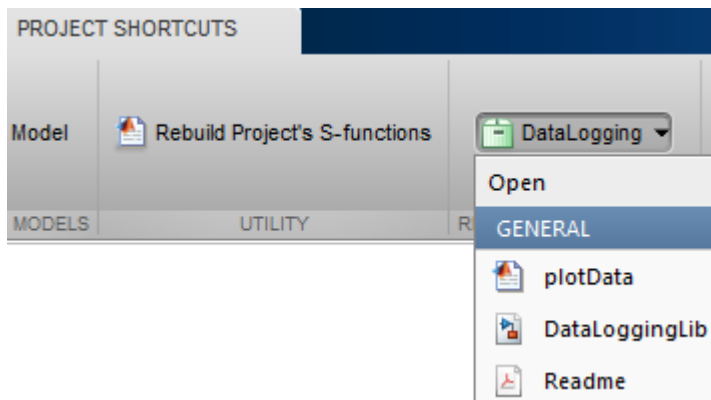 PROJECT SHORTCUTS
Model
Rebuild Project's S-functions
DataLogging
MODELS
UTILITY
Open
GENERAL
plotData
DataLoggingLib
Readme